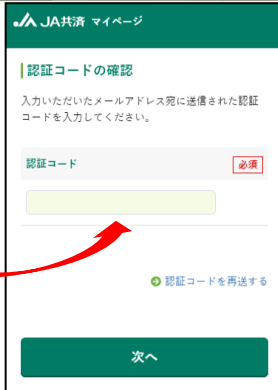 JA共済 マイページ
認証コードの確認
入力いただいたメールアドレス宛に送信された認証
コードを入力してください。
認証コード 必須
認証コードを再送する
次へ